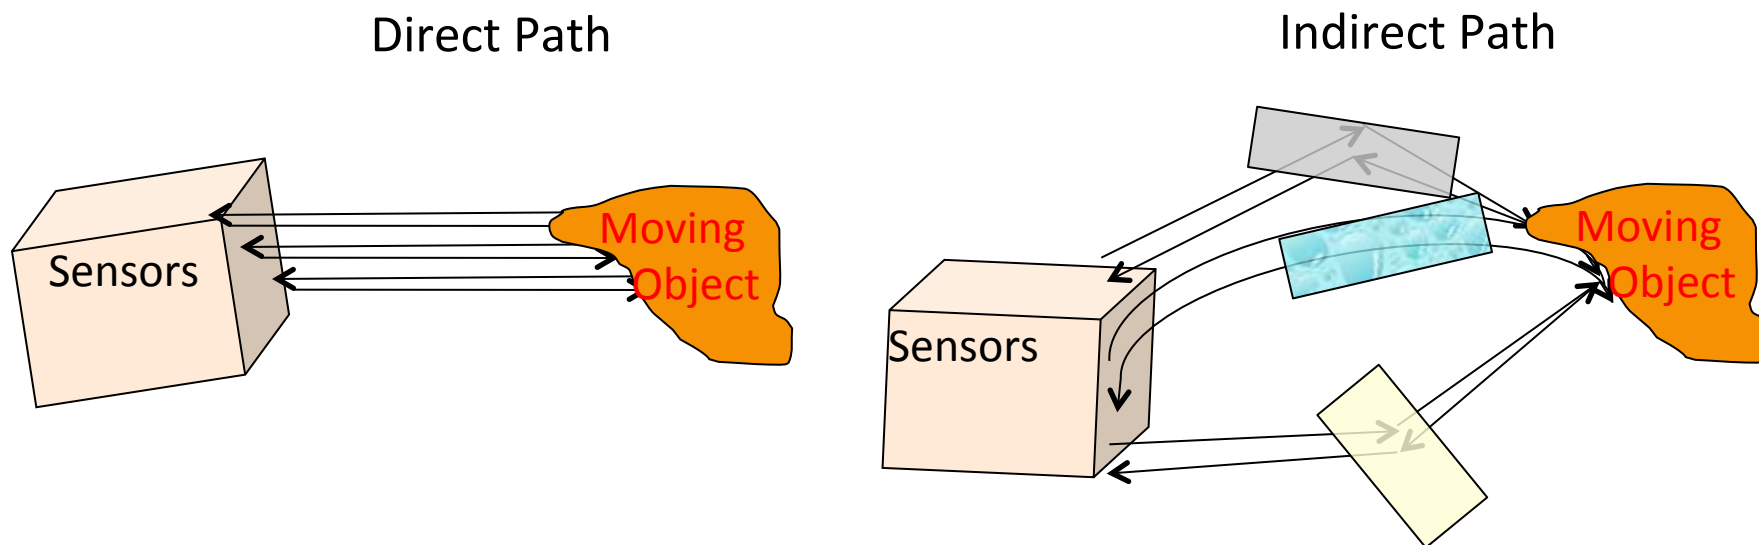 Direct Path
Indirect Path
Sensors
Moving
Object
Sensors
Moving
Object